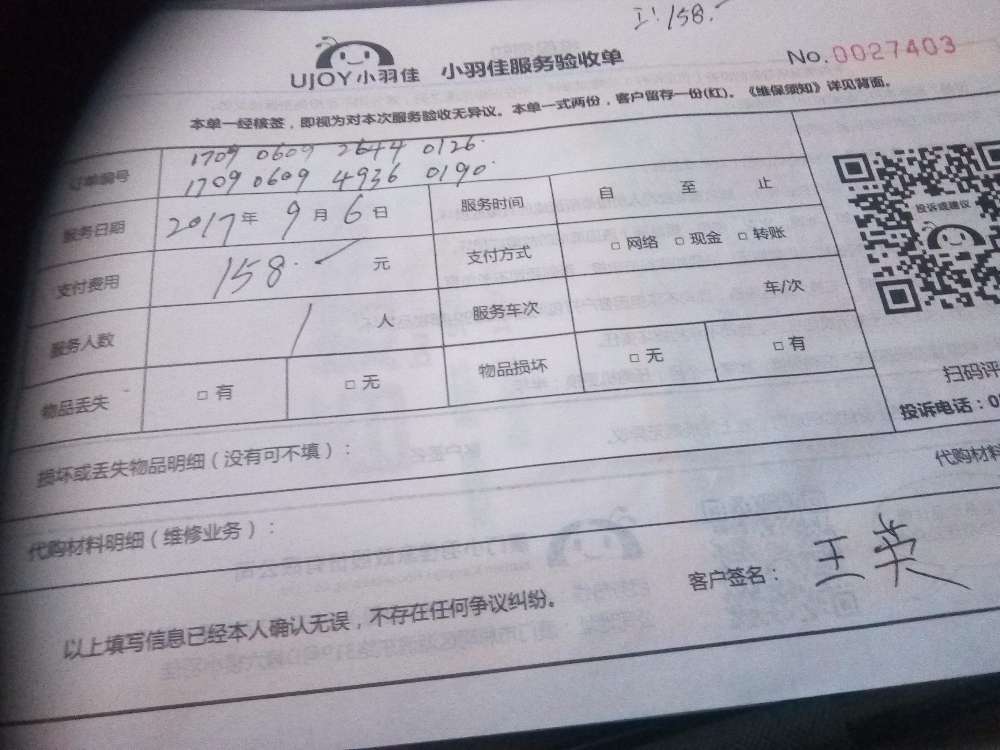 158.
UJOY小羽佳 小羽佳服务验收单
No.0027403
本单一经核签，即视为对本次服务验收无异议。本单一式两份，客户留存一份(红)。《维保须知》详见背面。
订单编号 1709 0609 2644 0126
1709 0609 4936 0190
服务日期 2017年 9月 6日 服务时间 自 至 止
支付费用 158. 元 支付方式 □ 网络 □ 现金 □ 转账
服务人数 1 人 服务车次 年/次
物品丢失 □ 有 □ 无 物品损坏 □ 无 □ 有
投诉或建议
扫码评
投诉电话：0
损坏或丢失物品明细（没有可不填）：
代购材料
代购材料明细（维修业务）：
客户签名： 王英
以上填写信息已经本人确认无误，不存在任何争议纠纷。